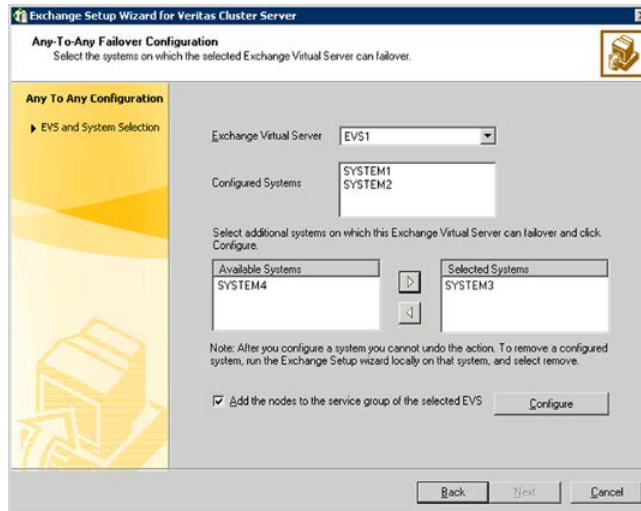 Exchange Setup Wizard for Veritas Cluster Server
Any-To-Any Failover Configuration
Select the systems on which the selected Exchange Virtual Server can failover.
Any To Any Configuration
EVS and System Selection
Exchange Virtual Server
EVS1
Configured Systems
SYSTEM1
SYSTEM2
Select additional systems on which this Exchange Virtual Server can failover and click
Configure.
Available Systems
Selected Systems
SYSTEM4
SYSTEM3
Note: After you configure a system you cannot undo the action. To remove a configured
system, run the Exchange Setup wizard locally on that system, and select remove.
Add the nodes to the service group of the selected EVS
Configure
Back
Next
Cancel